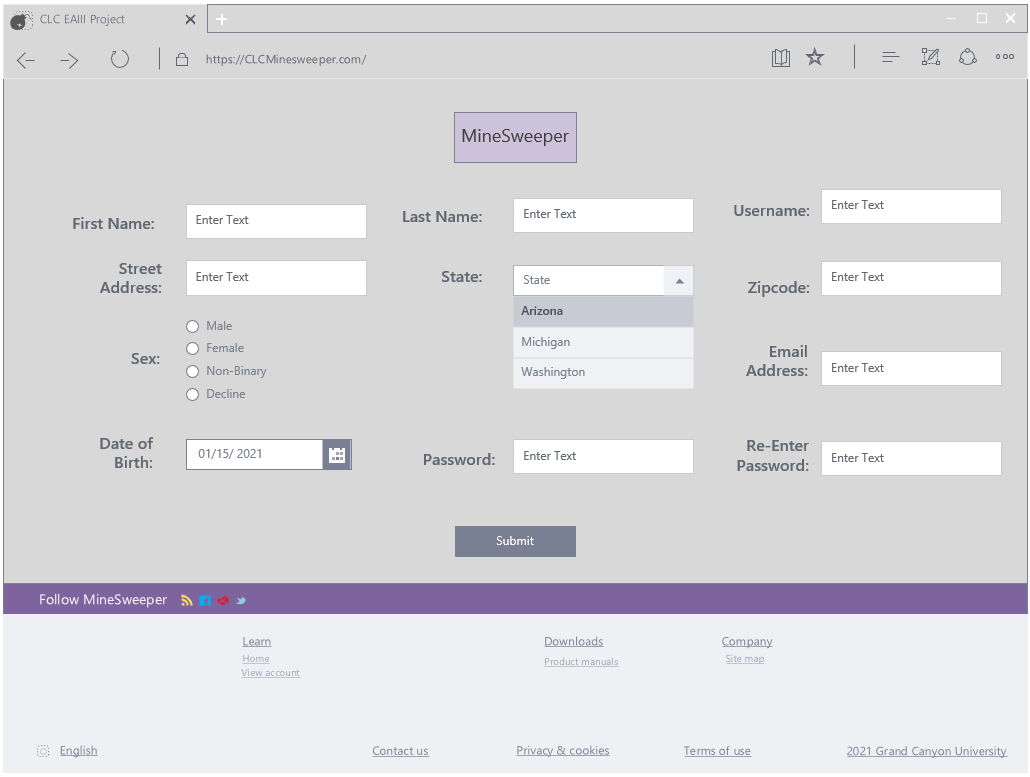 CLC EAIII Project
https://CLCMinesweeper.com/
MineSweeper
First Name:
Enter Text
Last Name:
Enter Text
Username:
Enter Text
Street
Address:
Enter Text
State:
State
Arizona
Michigan
Washington
Zipcode:
Enter Text
Sex:
Male
Female
Non-Binary
Decline
Email
Address:
Enter Text
Date of
Birth:
01/15/ 2021
Password:
Enter Text
Re-Enter
Password:
Enter Text
Submit
Follow MineSweeper
Learn
Home
View account
Downloads
Product manuals
Company
Site map
English
Contact us
Privacy & cookies
Terms of use
2021 Grand Canyon University